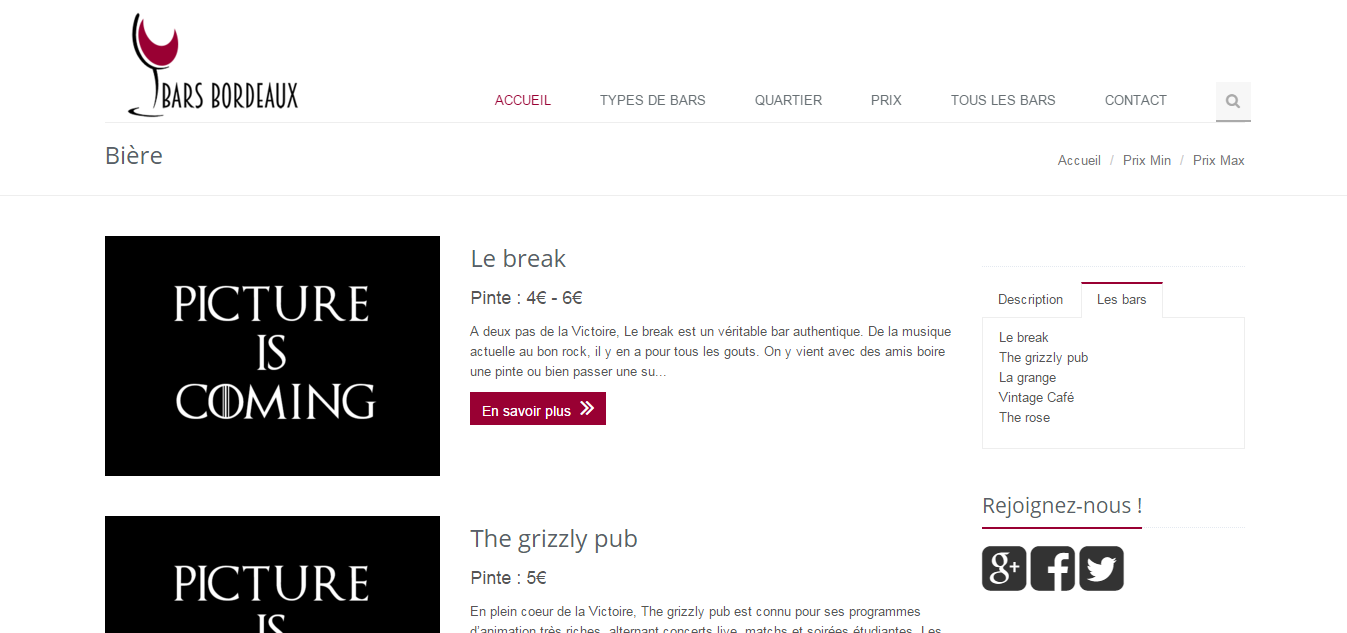 BARS BORDEAUX
ACCUEIL TYPES DE BARS QUARTIER PRIX TOUS LES BARS CONTACT
Bière
Accueil / Prix Min / Prix Max
PICTURE
IS
COMING
Le break
Pinte : 4€ - 6€
A deux pas de la Victoire, Le break est un véritable bar authentique. De la musique
actuelle au bon rock, il y en a pour tous les gouts. On y vient avec des amis boire
une pinte ou bien passer une su...
En savoir plus
Description Les bars
Le break
The grizzly pub
La grange
Vintage Café
The rose
Rejoignez-nous !
PICTURE
IS
The grizzly pub
Pinte : 5€
En plein coeur de la Victoire, The grizzly pub est connu pour ses programmes
d'animation très riches, alternant concerts live, matchs et soirées étudiantes. Les